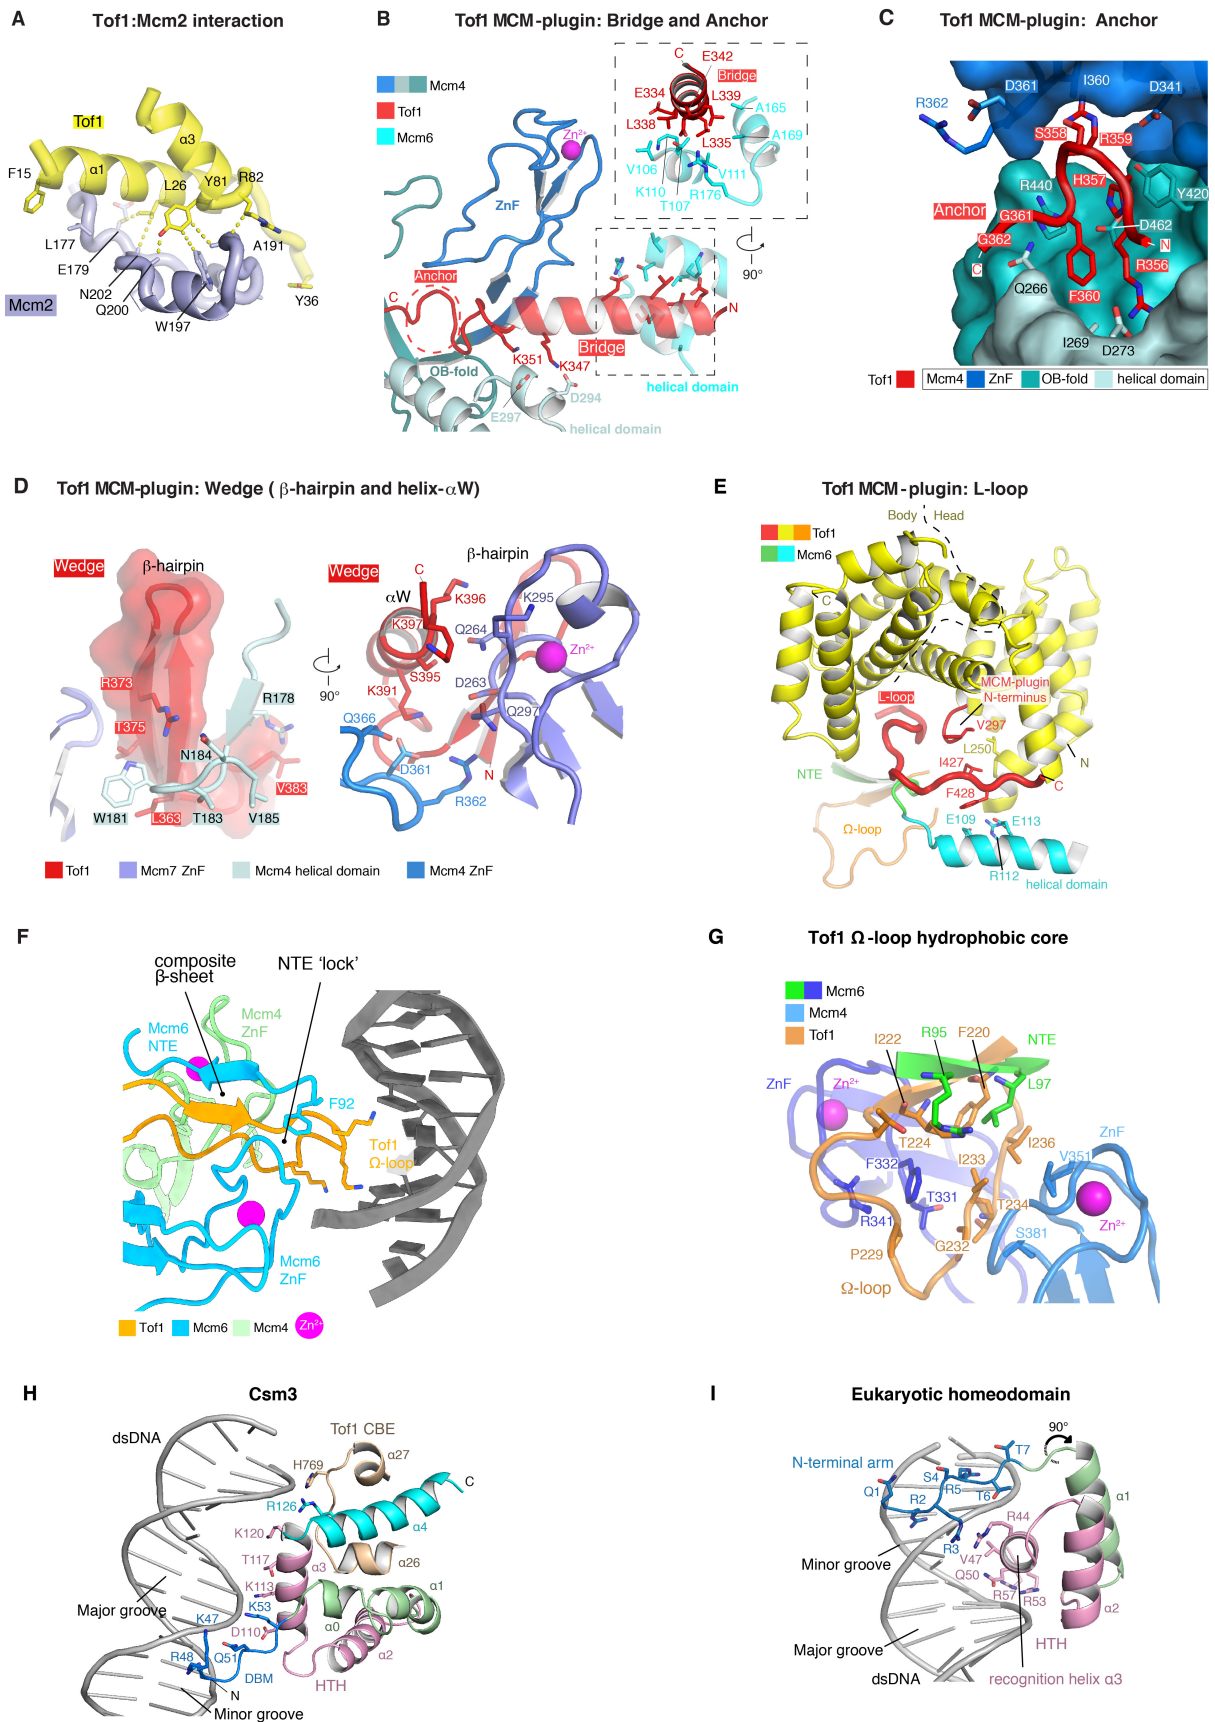 A
Tof1:Mcm2 interaction
Tof1
α3
α1
F15
L26
Y81
R82
L177
E179
N202
Q200
W197
A191
Y36
Mcm2
B
Tof1 MCM-plugin: Bridge and Anchor
Mcm4
Tof1
Mcm6
Zn2+
ZnF
C
E342
Bridge
E334
L339
L338
L335
A165
A169
V106
V111
K110
R176
T107
90°
Anchor
C
N
Bridge
K351
K347
OB-fold
D294
E297
helical domain
helical domain
C
Tof1 MCM-plugin: Anchor
D361
I360
D341
R362
S358
R359
R440
H357
Y420
Anchor
G361
D462
G362
N
C
R356
Q266
F360
I269
D273
Tof1
Mcm4
ZnF
OB-fold
helical domain
D
Tof1 MCM-plugin: Wedge ( β-hairpin and helix-αW)
Wedge
β-hairpin
R373
R178
T375
N184
V383
W181
L363
T183
V185
90°
Wedge
β-hairpin
C
αW
K396
K295
K397
Q264
Zn2+
S395
K391
D263
Q366
Q297
D361
N
R362
Tof1
Mcm7 ZnF
Mcm4 helical domain
Mcm4 ZnF
E
Tof1 MCM-plugin: L-loop
Body
Head
Tof1
Mcm6
C
MCM-plugin
N-terminus
L-loop
V297
L250
N
NTE
I427
C
F428
Ω-loop
E109
E113
R112
helical domain
F
composite
β-sheet
NTE ‘lock’
Mcm4
ZnF
Mcm6
NTE
F92
Tof1
Ω-loop
Mcm6
ZnF
Tof1
Mcm6
Mcm4
Zn2+
G
Tof1 Ω-loop hydrophobic core
Mcm6
Mcm4
Tof1
R95
F220
I222
NTE
ZnF
Zn2+
L97
T224
I236
ZnF
F332
I233
V351
T331
T234
R341
Zn2+
G232
S381
P229
Ω-loop
H
Csm3
dsDNA
Tof1 CBE
α27
H769
C
R126
α4
K120
α3
α26
T117
K113
α1
Major groove
K53
K47
D110
α0
α2
R48
Q51
DBM
HTH
N
Minor groove
I
Eukaryotic homeodomain
90°
T7
N-terminal arm
S4
Q1
R5
R2
T6
α1
R44
R3
Minor groove
V47
Q50
R57
R53
α2
Major groove
HTH
dsDNA
recognition helix α3